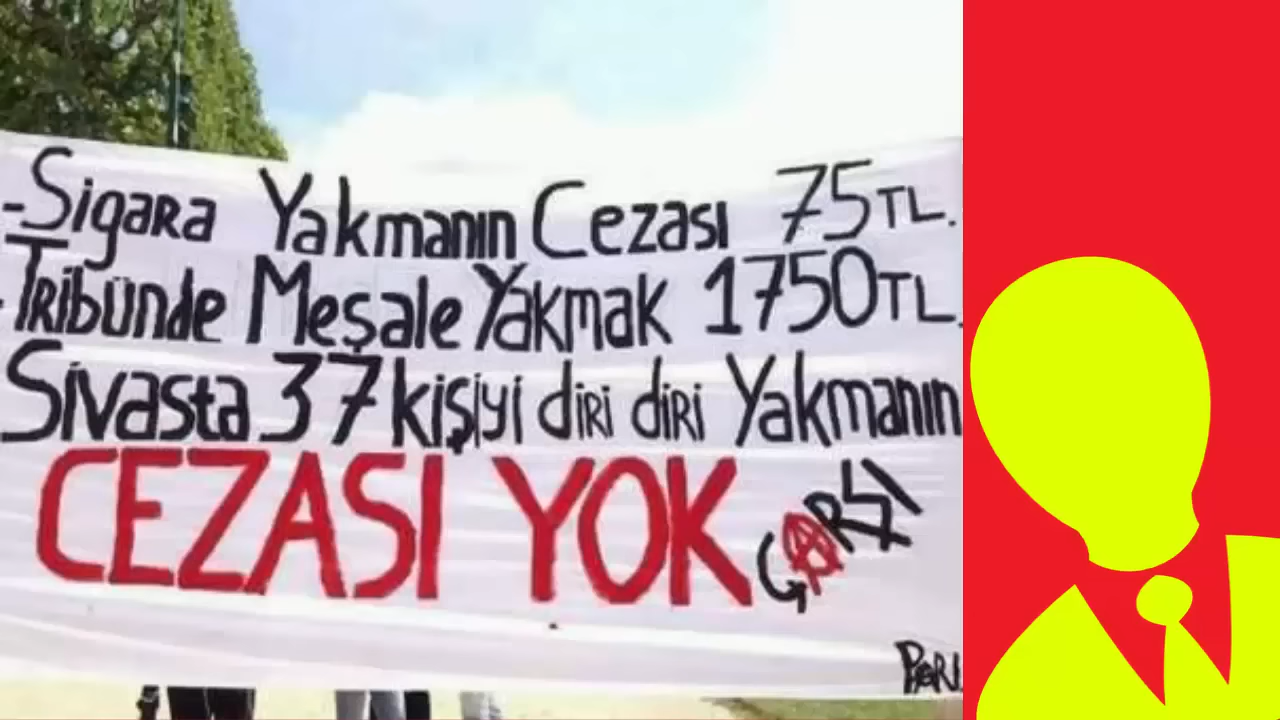 -Sigara Yakmanın Cezası 75TL.
-Tribünde Meşale Yakmak 1750TL.
Sivasta 37 kişiyi diri diri Yakmanın
CEZASI YOK
ÇARŞI